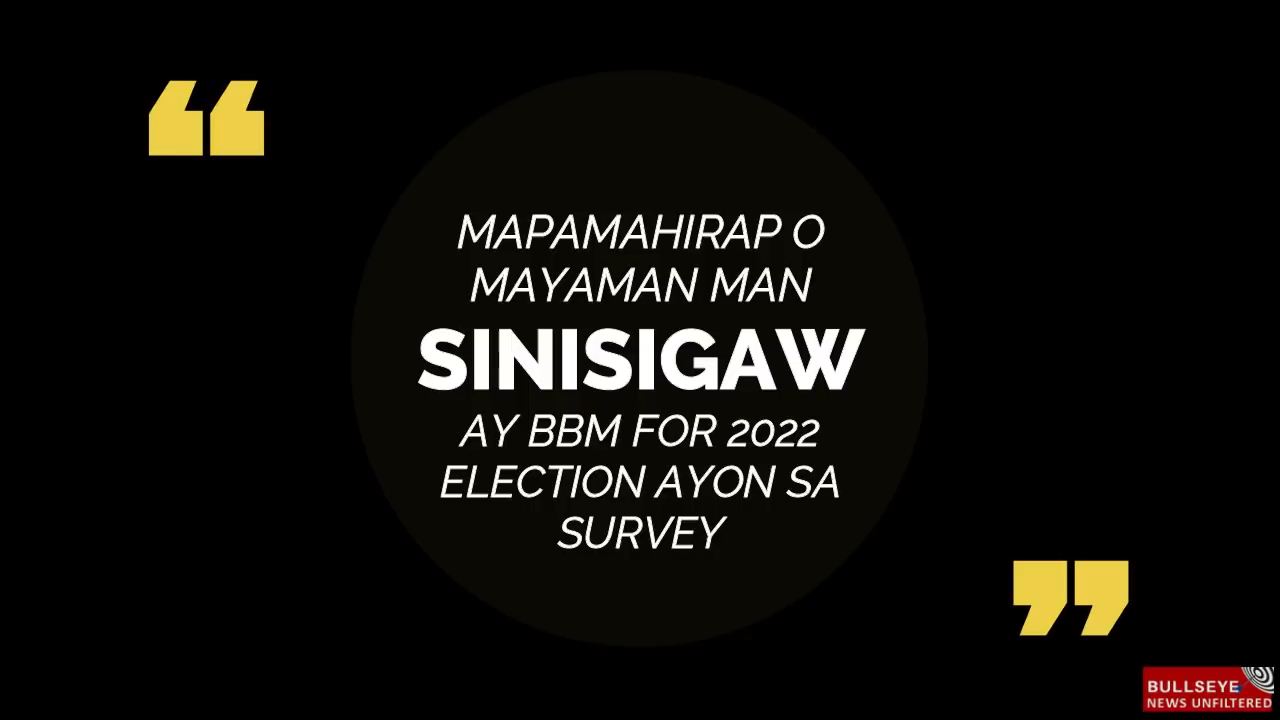 “
MAPAMAHIRAP O
MAYAMAN MAN
SINISIGAW
AY BBM FOR 2022
ELECTION AYON SA
SURVEY
”
BULLSEYE
NEWS UNFILTERED